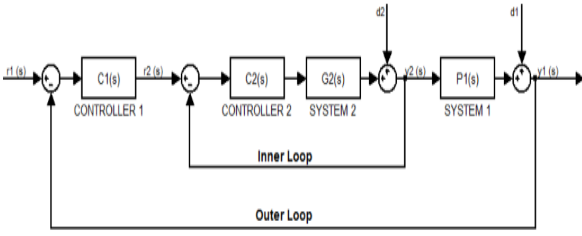 d2
d1
r1 (s)
C1(s)
r2 (s)
C2(s)
G2(s)
y2 (s)
P1(s)
y1 (s)
CONTROLLER 1
CONTROLLER 2
SYSTEM 2
SYSTEM 1
Inner Loop
Outer Loop